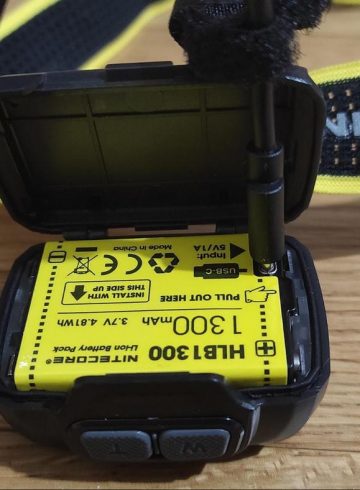 HLB1300 NITECORE®
Li-ion Battery Pack
1300mAh 3.7V 4.81Wh
PULL OUT HERE
INSTALL WITH
THIS SIDE UP
USB-C
Input:
5V/1A
CE
Made in China
W T